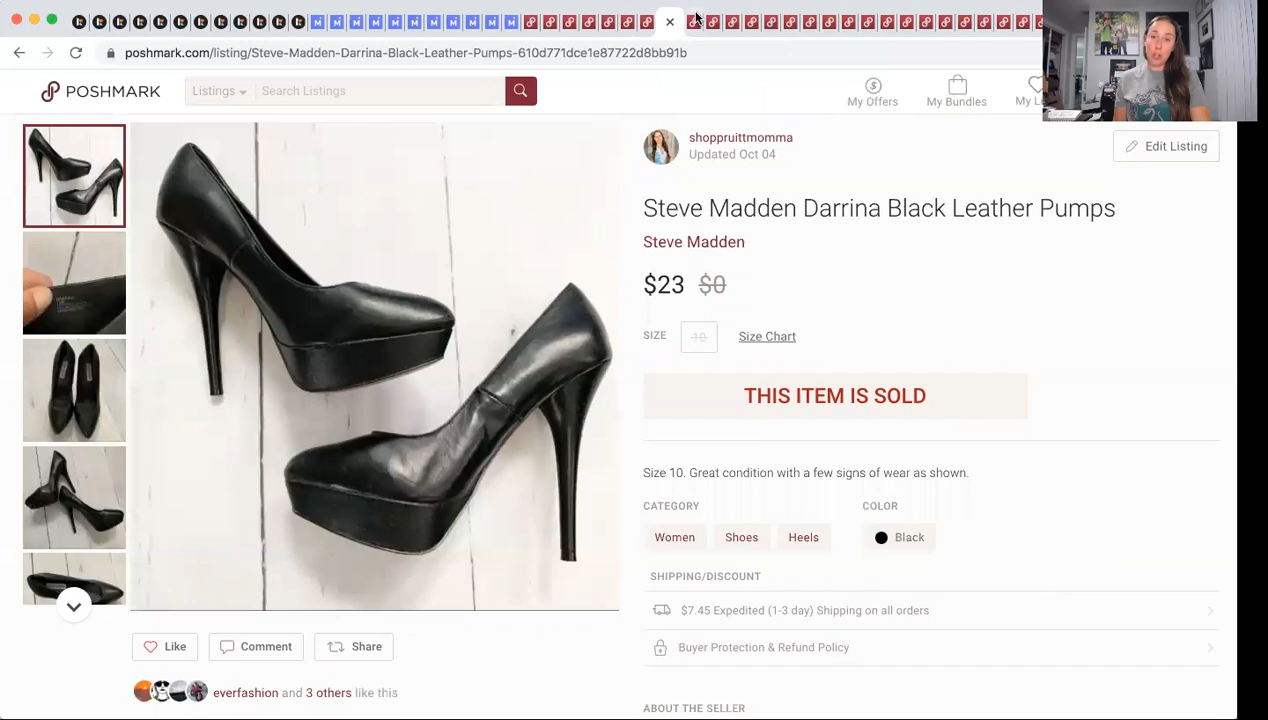 poshmark.com/listing/Steve-Madden-Darrina-Black-Leather-Pumps-610d771dce1e87722d8bb91b
POSHMARK
Listings
Search Listings
My Offers
My Bundles
shoppruittmomma
Updated Oct 04
Edit Listing
Steve Madden Darrina Black Leather Pumps
Steve Madden
$23 $0
SIZE 10 Size Chart
THIS ITEM IS SOLD
Size 10. Great condition with a few signs of wear as shown.
CATEGORY COLOR
Women Shoes Heels Black
SHIPPING/DISCOUNT
$7.45 Expedited (1-3 day) Shipping on all orders
Buyer Protection & Refund Policy
Like Comment Share
everfashion and 3 others like this
ABOUT THE SELLER